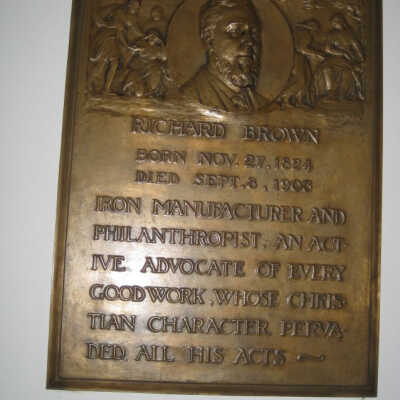 RICHARD BROWN
BORN NOV. 27, 1824
DIED SEPT. 8, 1903
IRON MANUFACTURER AND
PHILANTHROPIST, AN ACT-
IVE ADVOCATE OF EVERY
GOOD WORK, WHOSE CHRIS-
TIAN CHARACTER PERVA-
DED ALL HIS ACTS